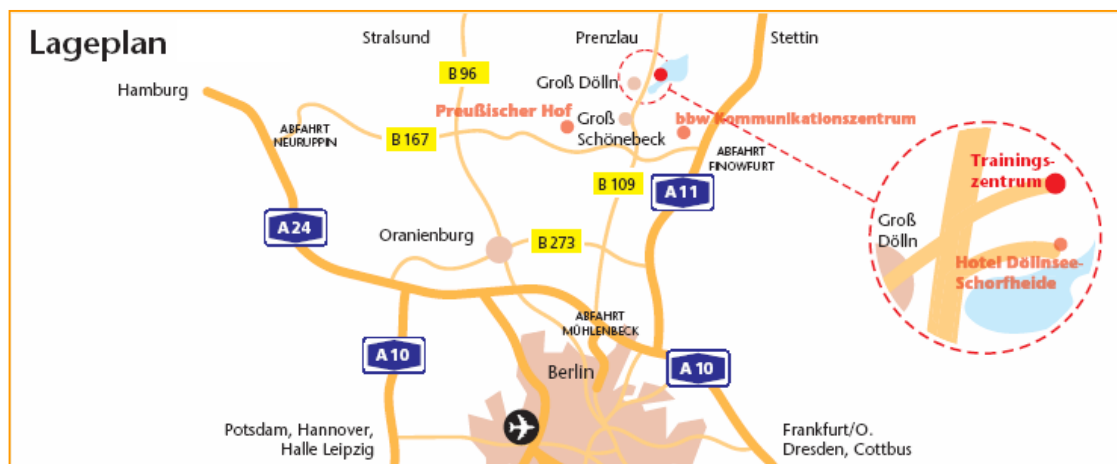 Lageplan
Stralsund
Prenzlau
Stettin
Hamburg
B 96
Groß Dölln
Preußischer Hof
Groß
Schönebeck
bbw Kommunikationszentrum
ABFAHRT
NEURUPPIN
B 167
ABFAHRT
FINOWFURT
B 109
A 11
Trainings-
zentrum
A 24
Oranienburg
B 273
Groß
Dölln
Hotel Döllnsee-
Schorfheide
ABFAHRT
MÜHLENBECK
A 10
Berlin
A 10
Potsdam, Hannover,
Halle Leipzig
Frankfurt/O.
Dresden, Cottbus